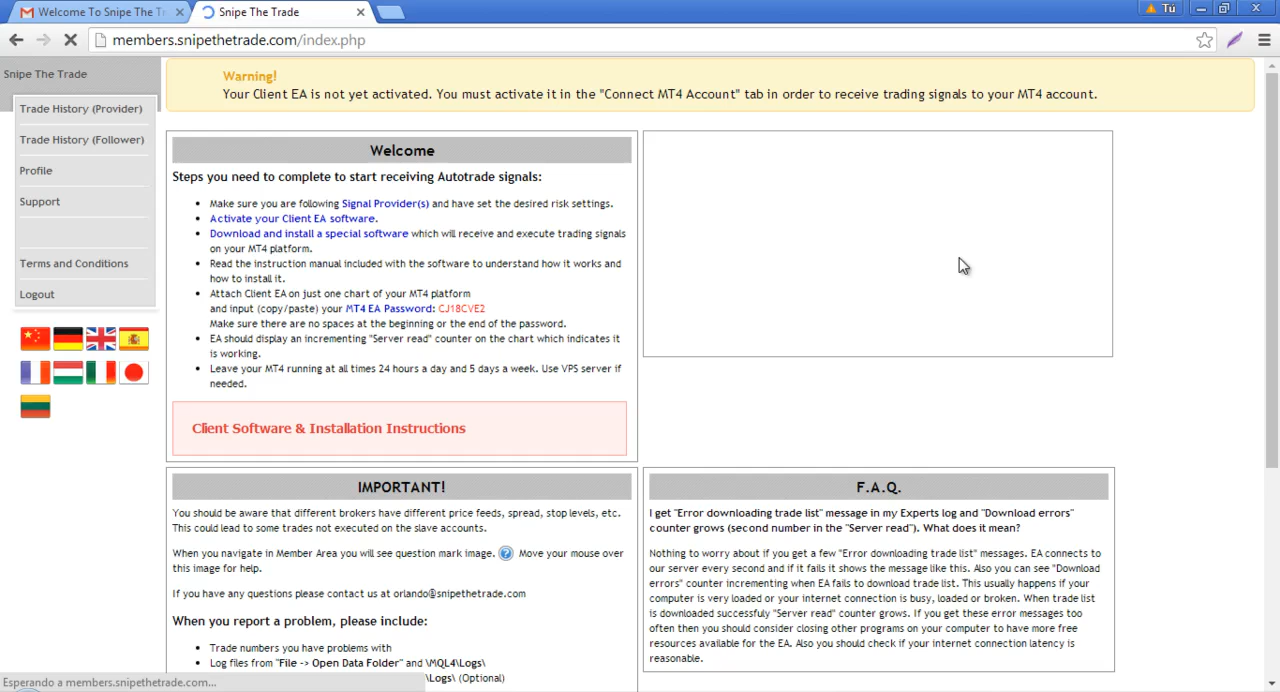 Welcome To Snipe The Tr
Snipe The Trade
Tú
members.snipethetrade.com/index.php
Snipe The Trade
Trade History (Provider)
Trade History (Follower)
Profile
Support
Terms and Conditions
Logout
Warning!
Your Client EA is not yet activated. You must activate it in the "Connect MT4 Account" tab in order to receive trading signals to your MT4 account.
Welcome
Steps you need to complete to start receiving Autotrade signals:
• Make sure you are following Signal Provider(s) and have set the desired risk settings.
• Activate your Client EA software.
• Download and install a special software which will receive and execute trading signals
on your MT4 platform.
• Read the instruction manual included with the software to understand how it works and
how to install it.
• Attach Client EA on just one chart of your MT4 platform
and input (copy/paste) your MT4 EA Password: CJ18CVE2
Make sure there are no spaces at the beginning or the end of the password.
• EA should display an incrementing "Server read" counter on the chart which indicates it
is working.
• Leave your MT4 running at all times 24 hours a day and 5 days a week. Use VPS server if
needed.
Client Software & Installation Instructions
IMPORTANT!
You should be aware that different brokers have different price feeds, spread, stop levels, etc.
This could lead to some trades not executed on the slave accounts.
When you navigate in Member Area you will see question mark image. ? Move your mouse over
this image for help.
If you have any questions please contact us at orlando@snipethetrade.com
When you report a problem, please include:
• Trade numbers you have problems with
• Log files from "File -> Open Data Folder" and \MQL4\Logs\
\Logs\ (Optional)
F.A.Q.
I get "Error downloading trade list" message in my Experts log and "Download errors"
counter grows (second number in the "Server read"). What does it mean?
Nothing to worry about if you get a few "Error downloading trade list" messages. EA connects to
our server every second and if it fails it shows the message like this. Also you can see "Download
errors" counter incrementing when EA fails to download trade list. This usually happens if your
computer is very loaded or your internet connection is busy, loaded or broken. When trade list
is downloaded successfuly "Server read" counter grows. If you get these error messages too
often then you should consider closing other programs on your computer to have more free
resources available for the EA. Also you should check if your internet connection latency is
reasonable.
Esperando a members.snipethetrade.com...